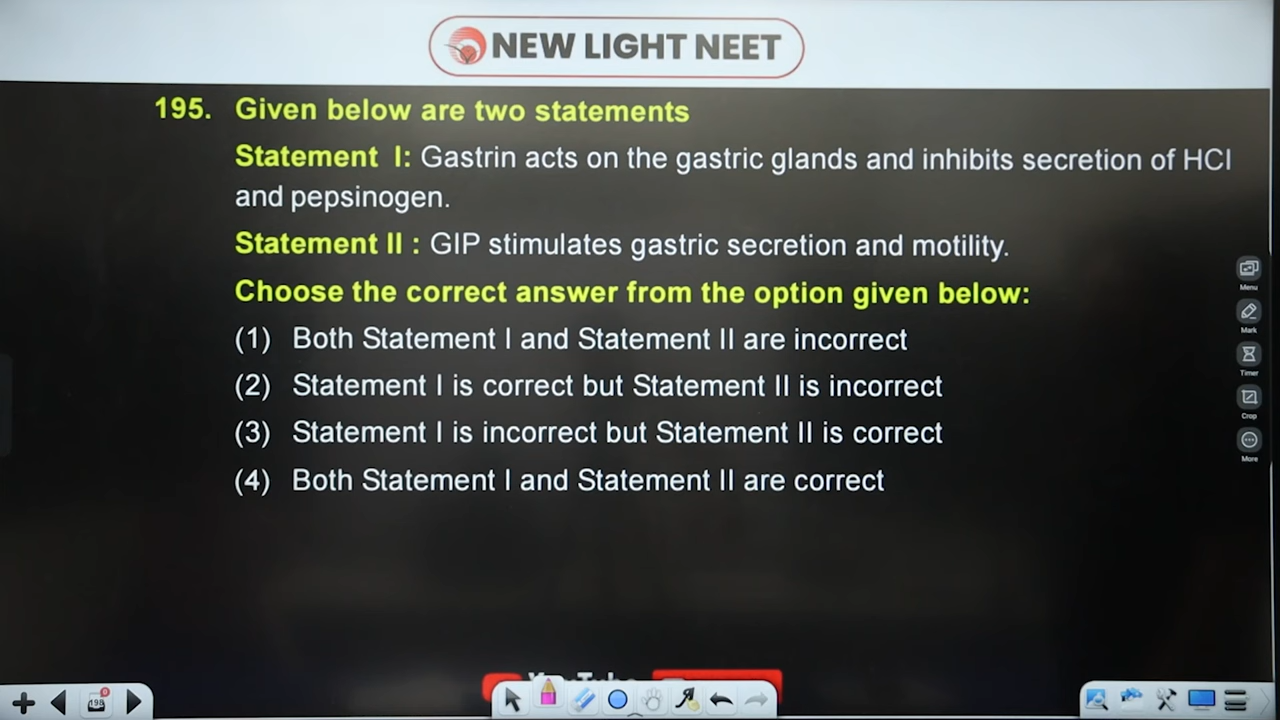 NEW LIGHT NEET
195. Given below are two statements
Statement I: Gastrin acts on the gastric glands and inhibits secretion of HCl
and pepsinogen.
Statement II : GIP stimulates gastric secretion and motility.
Choose the correct answer from the option given below:
(1) Both Statement I and Statement II are incorrect
(2) Statement I is correct but Statement II is incorrect
(3) Statement I is incorrect but Statement II is correct
(4) Both Statement I and Statement II are correct
Menu
Mark
Timer
Crop
More
YouTube
198
0